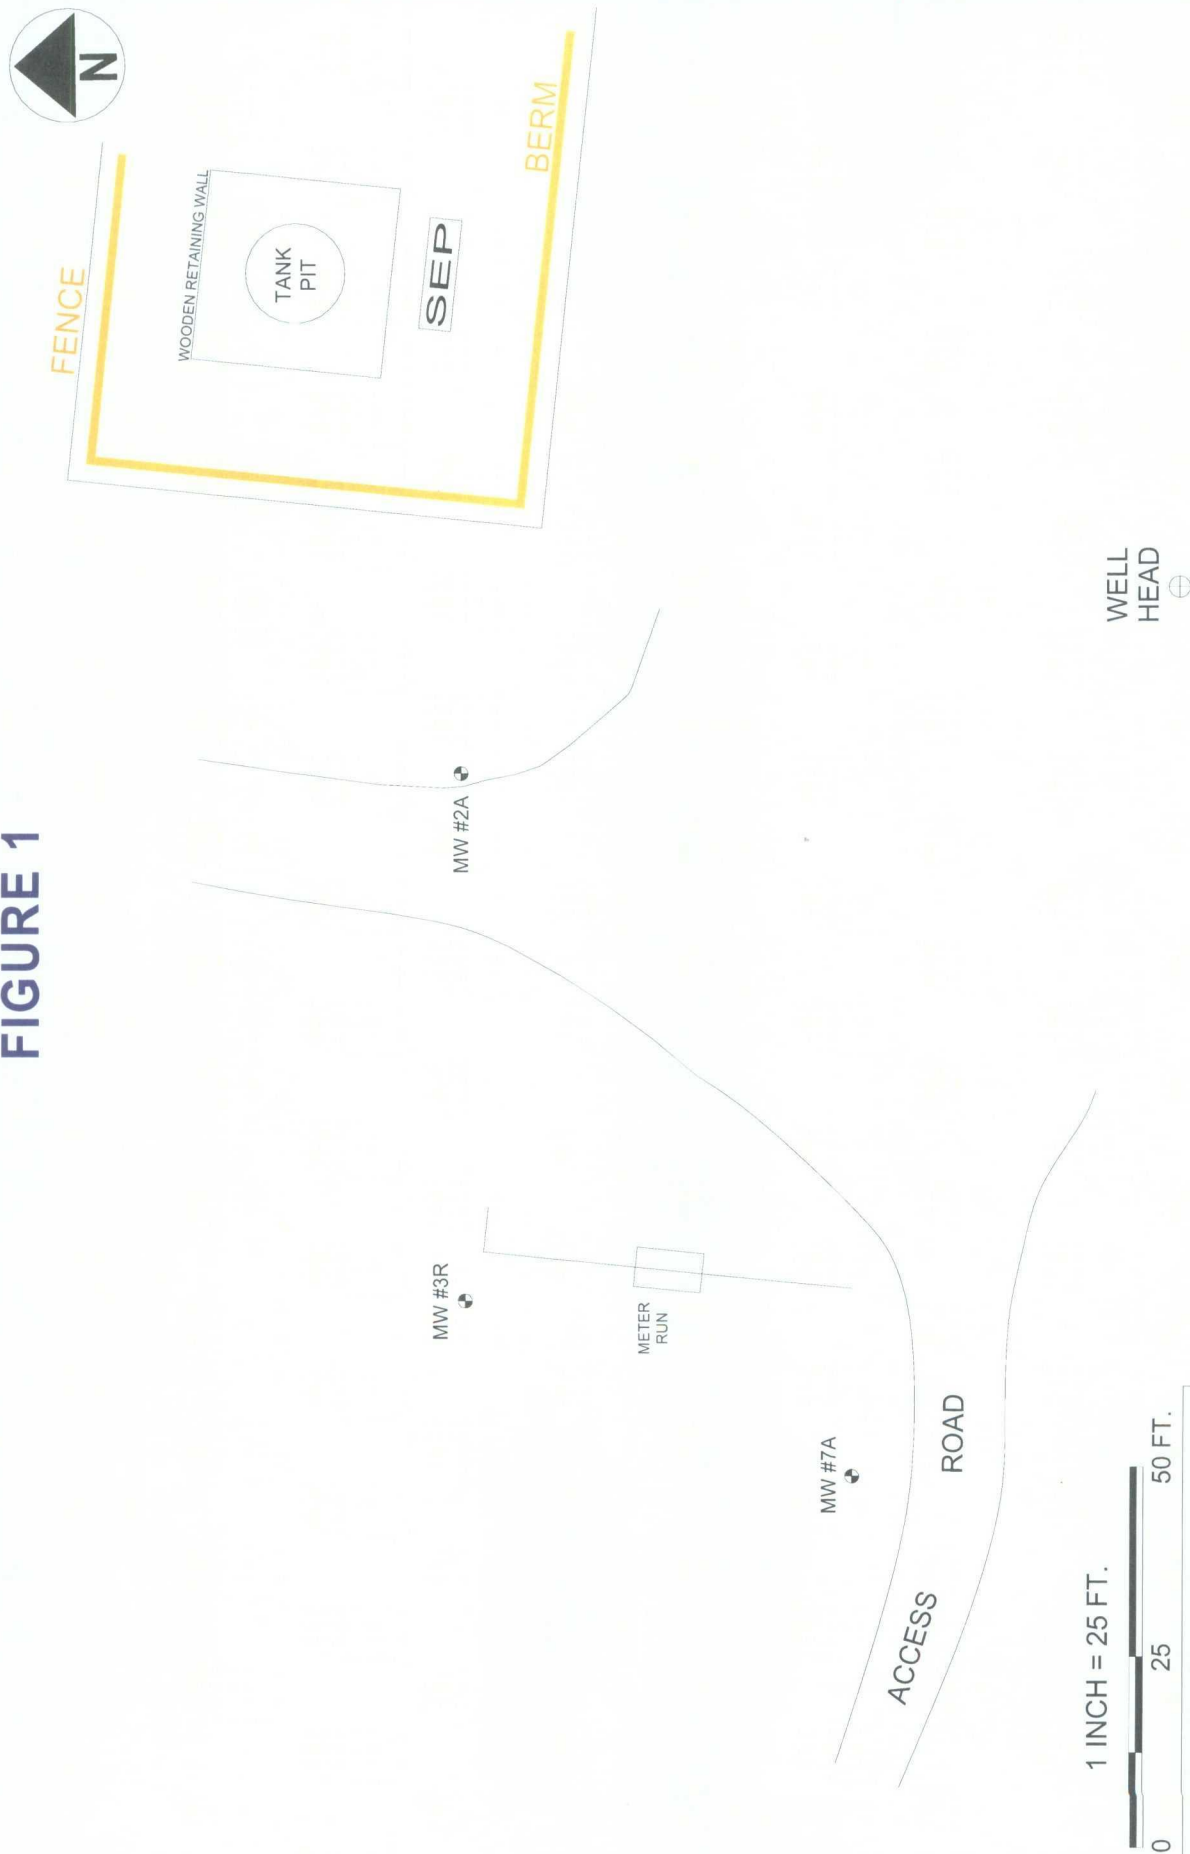 FIGURE 1
N
FENCE
WOODEN RETAINING WALL
TANK
PIT
SEP
BERM
MW #2A
MW #3R
METER
RUN
MW #7A
WELL
HEAD
ACCESS
ROAD
1 INCH = 25 FT.
0
25
50 FT.